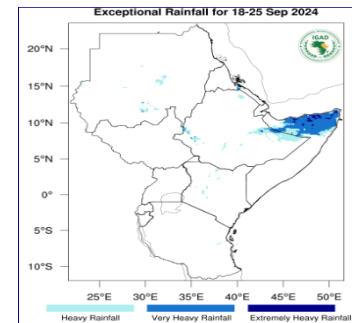 Exceptional Rainfall for 18-25 Sep 2024
IGAD
20°N
15°N
10°N
5°N
0°
5°S
10°S
25°E
30°E
35°E
40°E
45°E
50°E
Heavy Rainfall
Very Heavy Rainfall
Extremely Heavy Rainfall